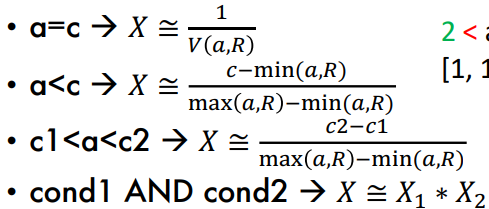 • a=c → X ≅ 1/V(a,R)
2 < a
• a<c → X ≅ (c−min(a,R))/(max(a,R)−min(a,R))
[1, 1
• c1<a<c2 → X ≅ (c2−c1)/(max(a,R)−min(a,R))
• cond1 AND cond2 → X ≅ X₁ * X₂